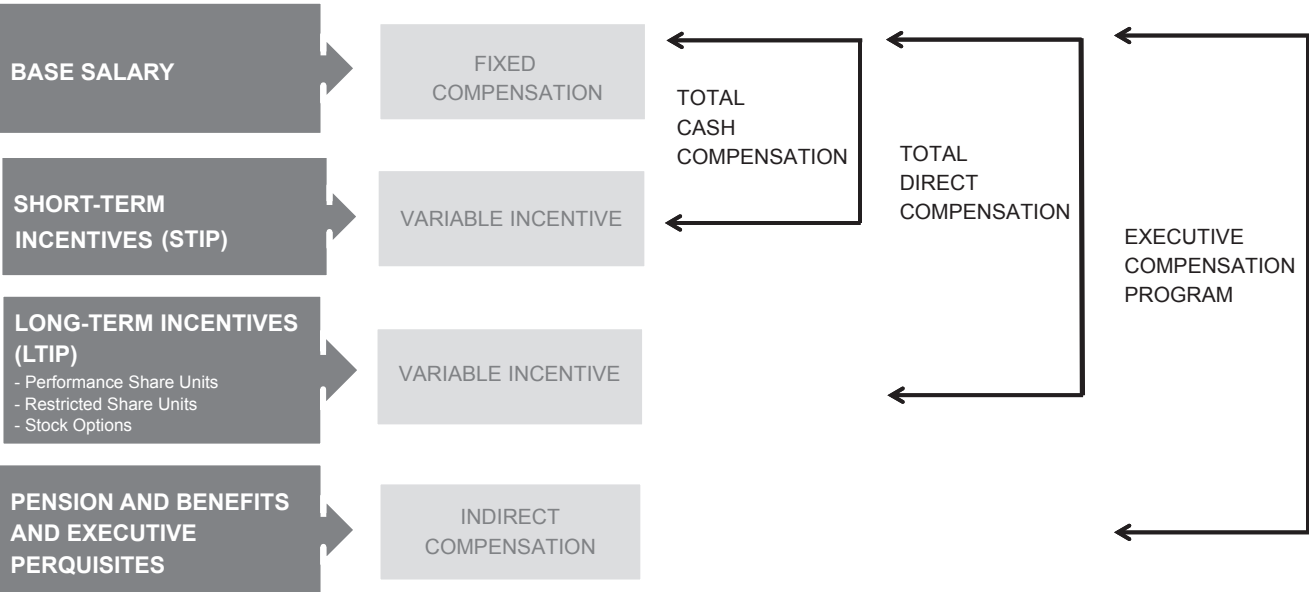 BASE SALARY
FIXED
COMPENSATION
SHORT-TERM
INCENTIVES (STIP)
VARIABLE INCENTIVE
LONG-TERM INCENTIVES
(LTIP)
- Performance Share Units
- Restricted Share Units
- Stock Options
VARIABLE INCENTIVE
PENSION AND BENEFITS
AND EXECUTIVE
PERQUISITES
INDIRECT
COMPENSATION
TOTAL
CASH
COMPENSATION
TOTAL
DIRECT
COMPENSATION
EXECUTIVE
COMPENSATION
PROGRAM